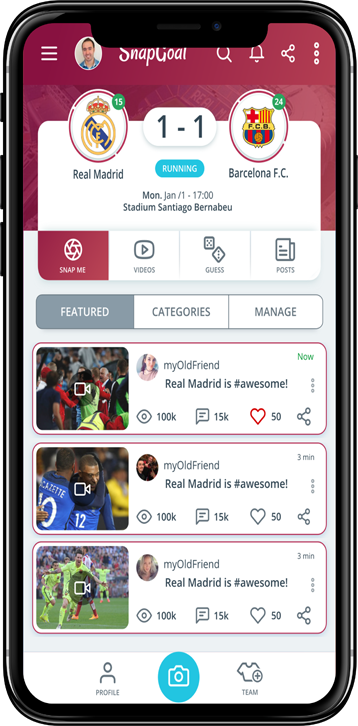 SnapGoal
15
24
1 - 1
Real Madrid
RUNNING
Barcelona F.C.
Mon. Jan /1 - 17:00
Stadium Santiago Bernabeu
SNAP ME
VIDEOS
GUESS
POSTS
FEATURED
CATEGORIES
MANAGE
myOldFriend
Now
Real Madrid is #awesome!
100k
15k
50
myOldFriend
3 min
Real Madrid is #awesome!
100k
15k
50
10
12
myOldFriend
3 min
Real Madrid is #awesome!
100k
15k
50
PROFILE
TEAM